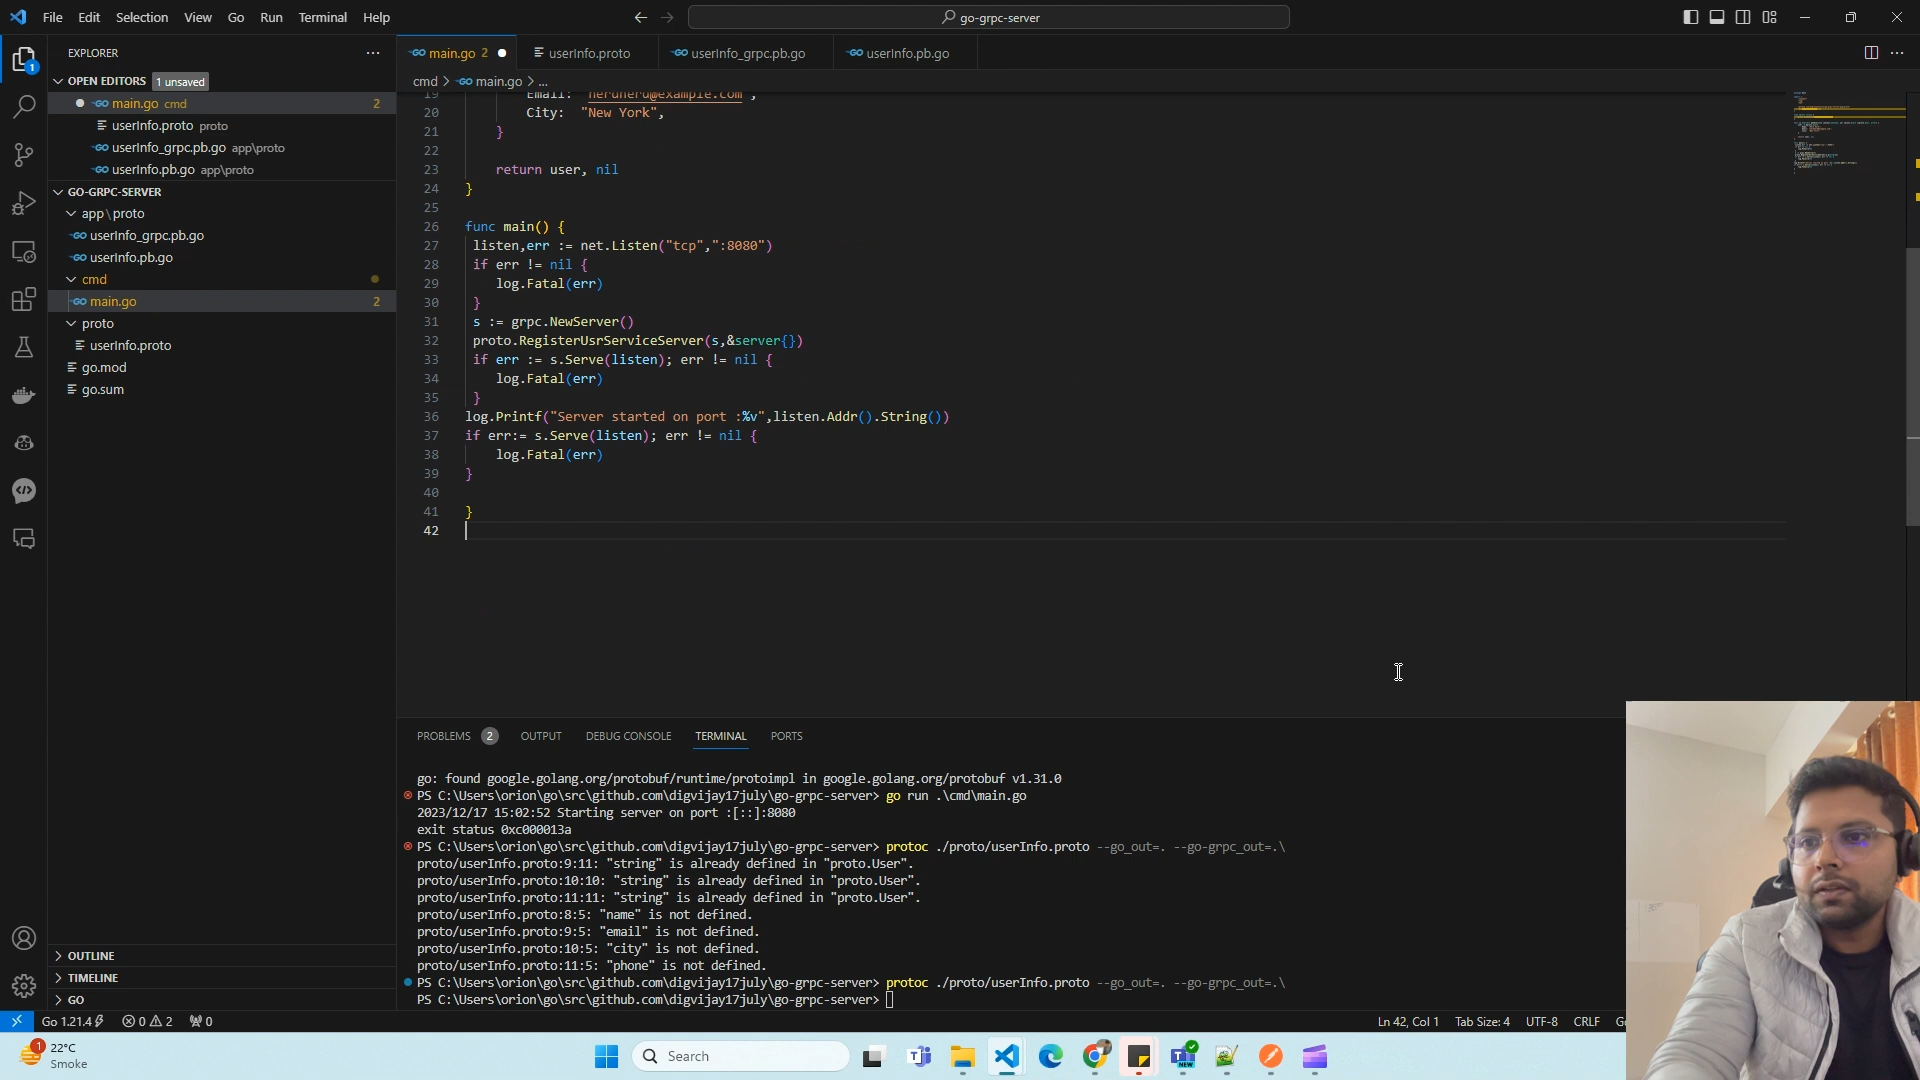 File Edit Selection View Go Run Terminal Help
go-grpc-server
EXPLORER
OPEN EDITORS 1 unsaved
main.go cmd 2
userInfo.proto proto
userInfo_grpc.pb.go app\proto
userInfo.pb.go app\proto
GO-GRPC-SERVER
app\proto
userInfo_grpc.pb.go
userInfo.pb.go
cmd
main.go 2
proto
userInfo.proto
go.mod
go.sum
OUTLINE
TIMELINE
GO
main.go 2
userInfo.proto
userInfo_grpc.pb.go
userInfo.pb.go
cmd > main.go > ...
19 Email: "neruneru@example.com",
20 City: "New York",
21 }
22
23 return user, nil
24 }
25
26 func main() {
27 listen,err := net.Listen("tcp",":8080")
28 if err != nil {
29 log.Fatal(err)
30 }
31 s := grpc.NewServer()
32 proto.RegisterUsrServiceServer(s,&server{})
33 if err := s.Serve(listen); err != nil {
34 log.Fatal(err)
35 }
36 log.Printf("Server started on port :%v",listen.Addr().String())
37 if err:= s.Serve(listen); err != nil {
38 log.Fatal(err)
39 }
40
41 }
42
PROBLEMS 2 OUTPUT DEBUG CONSOLE TERMINAL PORTS
go: found google.golang.org/protobuf/runtime/protoimpl in google.golang.org/protobuf v1.31.0
PS C:\Users\orion\go\src\github.com\digvijay17july\go-grpc-server> go run .\cmd\main.go
2023/12/17 15:02:52 Starting server on port :[::]:8080
exit status 0xc000013a
PS C:\Users\orion\go\src\github.com\digvijay17july\go-grpc-server> protoc ./proto/userInfo.proto --go_out=. --go-grpc_out=.\
proto/userInfo.proto:9:11: "string" is already defined in "proto.User".
proto/userInfo.proto:10:10: "string" is already defined in "proto.User".
proto/userInfo.proto:11:11: "string" is already defined in "proto.User".
proto/userInfo.proto:8:5: "name" is not defined.
proto/userInfo.proto:9:5: "email" is not defined.
proto/userInfo.proto:10:5: "city" is not defined.
proto/userInfo.proto:11:5: "phone" is not defined.
PS C:\Users\orion\go\src\github.com\digvijay17july\go-grpc-server> protoc ./proto/userInfo.proto --go_out=. --go-grpc_out=.\
PS C:\Users\orion\go\src\github.com\digvijay17july\go-grpc-server>
Go 1.21.4 0 2 0
Ln 42, Col 1 Tab Size: 4 UTF-8 CRLF
22°C
Smoke
Search